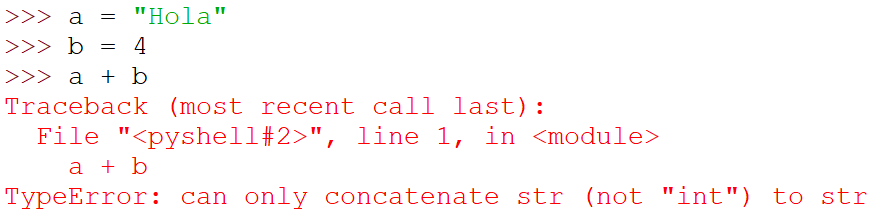 >>> a = "Hola"
>>> b = 4
>>> a + b
Traceback (most recent call last):
  File "<pyshell#2>", line 1, in <module>
    a + b
TypeError: can only concatenate str (not "int") to str